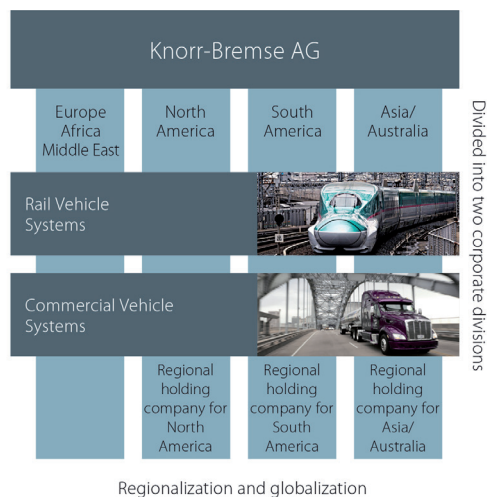 Knorr-Bremse AG
Europe
Africa
Middle East
North
America
South
America
Asia/
Australia
Divided into two corporate divisions
Rail Vehicle
Systems
Commercial Vehicle
Systems
Regional
holding
company for
North
America
Regional
holding
company for
South
America
Regional
holding
company for
Asia/
Australia
Regionalization and globalization